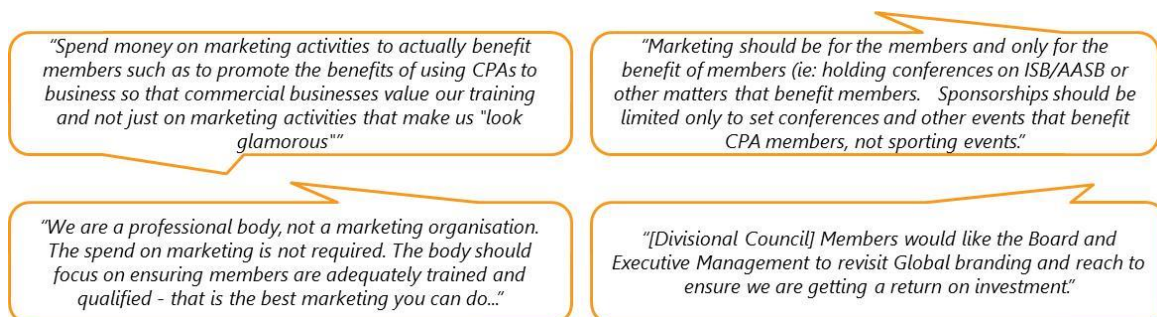 “Spend money on marketing activities to actually benefit
members such as to promote the benefits of using CPAs to
business so that commercial businesses value our training
and not just on marketing activities that make us "look
glamorous"”
“Marketing should be for the members and only for the
benefit of members (ie: holding conferences on ISB/AASB or
other matters that benefit members.   Sponsorships should be
limited only to set conferences and other events that benefit
CPA members, not sporting events.”
“We are a professional body, not a marketing organisation.
The spend on marketing is not required. The body should
focus on ensuring members are adequately trained and
qualified - that is the best marketing you can do...”
“[Divisional Council] Members would like the Board and
Executive Management to revisit Global branding and reach to
ensure we are getting a return on investment.”